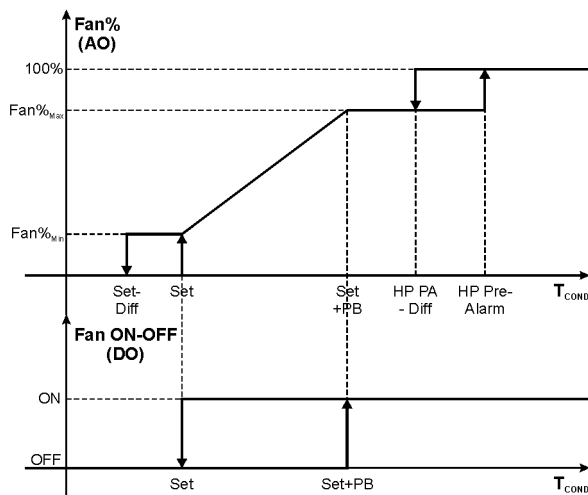 Fan%
(AO)
100%
Fan%Max
Fan%Min
Set-
Diff
Set
Set
+PB
HP PA
- Diff
HP Pre-
Alarm
TCOND
Fan ON-OFF
(DO)
ON
OFF
Set
Set+PB
TCOND